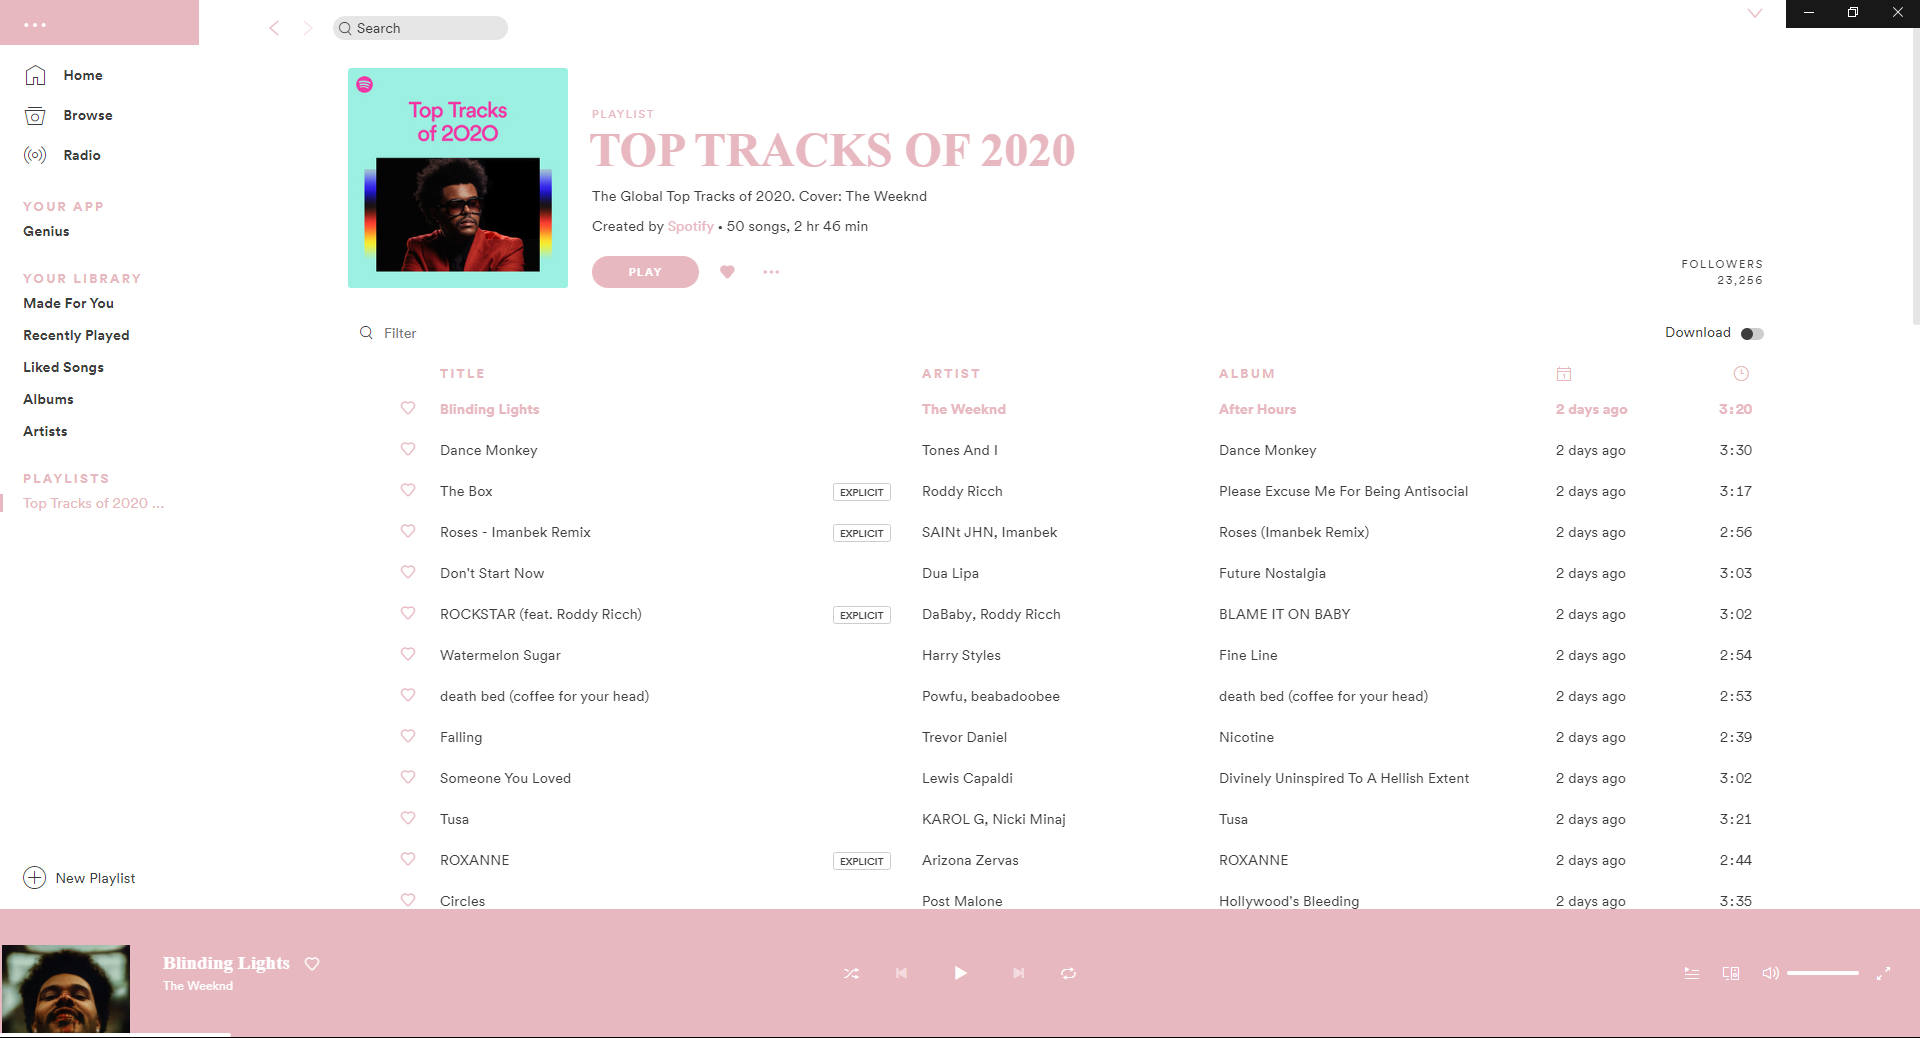 Search
Home
Browse
Radio
YOUR APP
Genius
YOUR LIBRARY
Made For You
Recently Played
Liked Songs
Albums
Artists
PLAYLISTS
Top Tracks of 2020 ...
New Playlist
Top Tracks
of 2020
PLAYLIST
TOP TRACKS OF 2020
The Global Top Tracks of 2020. Cover: The Weeknd
Created by Spotify • 50 songs, 2 hr 46 min
PLAY
FOLLOWERS
23,256
Filter
Download
TITLE ARTIST ALBUM
Blinding Lights The Weeknd After Hours 2 days ago 3:20
Dance Monkey Tones And I Dance Monkey 2 days ago 3:30
The Box EXPLICIT Roddy Ricch Please Excuse Me For Being Antisocial 2 days ago 3:17
Roses - Imanbek Remix EXPLICIT SAINt JHN, Imanbek Roses (Imanbek Remix) 2 days ago 2:56
Don't Start Now Dua Lipa Future Nostalgia 2 days ago 3:03
ROCKSTAR (feat. Roddy Ricch) EXPLICIT DaBaby, Roddy Ricch BLAME IT ON BABY 2 days ago 3:02
Watermelon Sugar Harry Styles Fine Line 2 days ago 2:54
death bed (coffee for your head) Powfu, beabadoobee death bed (coffee for your head) 2 days ago 2:53
Falling Trevor Daniel Nicotine 2 days ago 2:39
Someone You Loved Lewis Capaldi Divinely Uninspired To A Hellish Extent 2 days ago 3:02
Tusa KAROL G, Nicki Minaj Tusa 2 days ago 3:21
ROXANNE EXPLICIT Arizona Zervas ROXANNE 2 days ago 2:44
Circles Post Malone Hollywood's Bleeding 2 days ago 3:35
Blinding Lights
The Weeknd